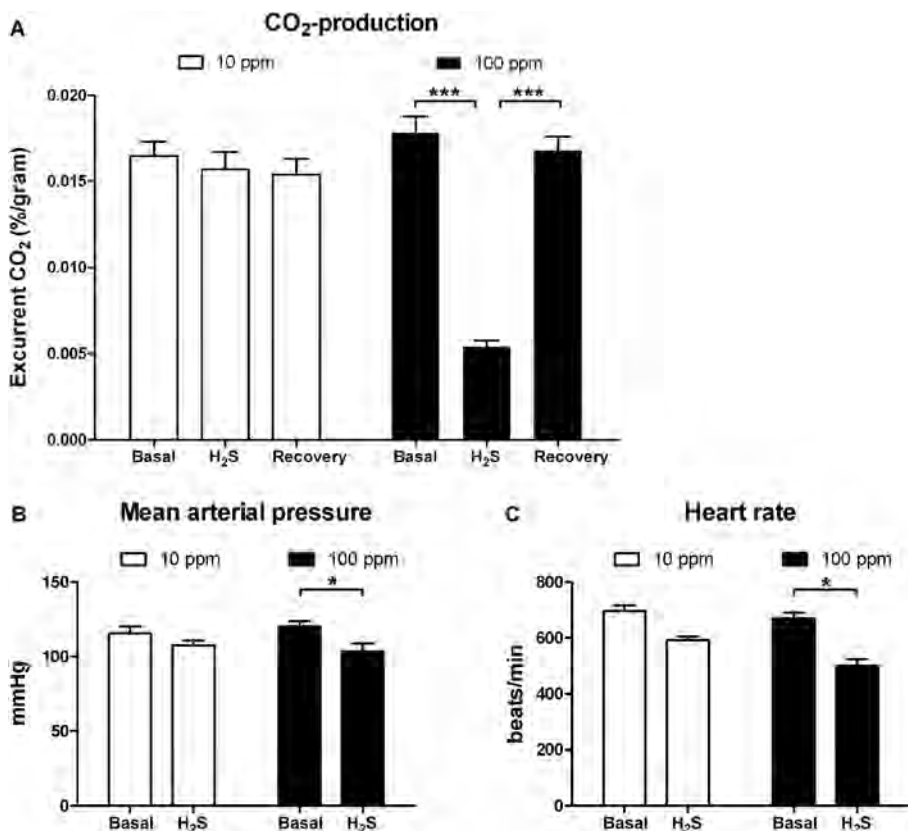 A
CO₂-production
10 ppm
100 ppm
Excurrent CO₂ (%/gram)
0.020
0.015
0.010
0.005
0.000
*** ***
Basal H₂S Recovery Basal H₂S Recovery
B
Mean arterial pressure
10 ppm
100 ppm
mmHg
150
100
50
0
*
Basal H₂S Basal H₂S
C
Heart rate
10 ppm
100 ppm
beats/min
800
600
400
200
0
*
Basal H₂S Basal H₂S